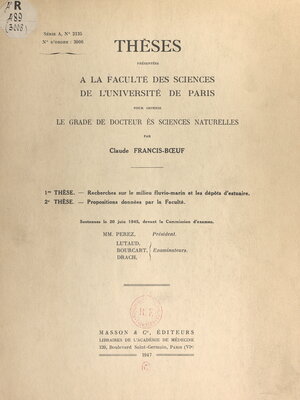 R
A89
(3008)
Série A, N° 2135
N° d'ordre : 3008
THÈSES
PRÉSENTÉES
A LA FACULTÉ DES SCIENCES
DE L'UNIVERSITÉ DE PARIS
POUR OBTENIR
LE GRADE DE DOCTEUR ÈS SCIENCES NATURELLES
PAR
Claude FRANCIS-BŒUF
1re THÈSE. — Recherches sur le milieu fluvio-marin et les dépôts d'estuaire.
2e THÈSE. — Propositions données par la Faculté.
Soutenues le 20 juin 1945, devant la Commission d'examen.
MM. PEREZ, Président.
LUTAUD,
BOURCART, Examinateurs.
DRACH,
MASSON & Cie, ÉDITEURS
LIBRAIRES DE L'ACADÉMIE DE MÉDECINE
120, Boulevard Saint-Germain, Paris (VIe)
1947